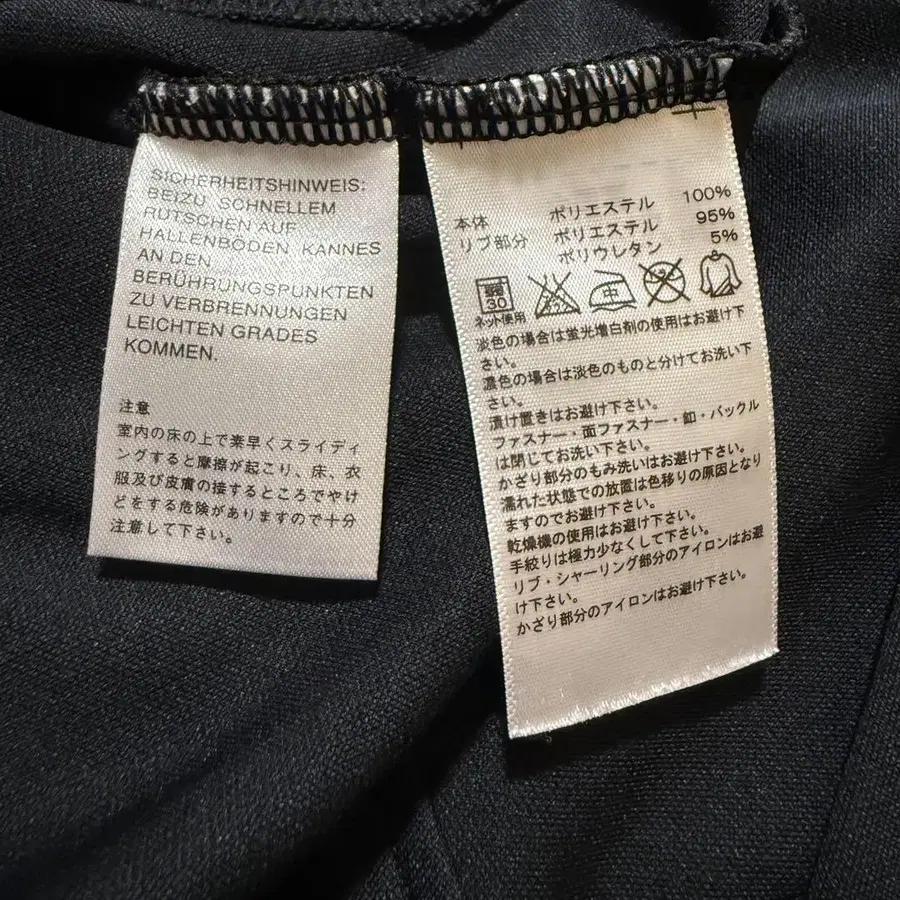 SICHERHEITSHINWEIS:
BEIZU SCHNELLEM
RUTSCHEN AUF
HALLENBÖDEN KANNES
AN DEN
BERÜHRUNGSPUNKTEN
ZU VERBRENNUNGEN
LEICHTEN GRADES
KOMMEN.
注意
室内の床の上で素早くスライディ
ングすると摩擦が起こり、床、衣
服及び皮膚の接するところでやけ
どをする危険がありますので十分
注意して下さい。
本体 ポリエステル 100%
リブ部分 ポリエステル 95%
ポリウレタン 5%
30 中
ネット使用
淡色の場合は蛍光増白剤の使用はお避け下
さい。
濃色の場合は淡色のものと分けてお洗い下
さい。
漬け置きはお避け下さい。
ファスナー・面ファスナー・釦・バックル
は閉じてお洗い下さい。
かざり部分のもみ洗いはお避け下さい。
濡れた状態での放置は色移りの原因となり
ますのでお避け下さい。
乾燥機の使用はお避け下さい。
手絞りは極力少なくして下さい。
リブ・シャーリング部分のアイロンはお避
け下さい。
かざり部分のアイロンはお避け下さい。